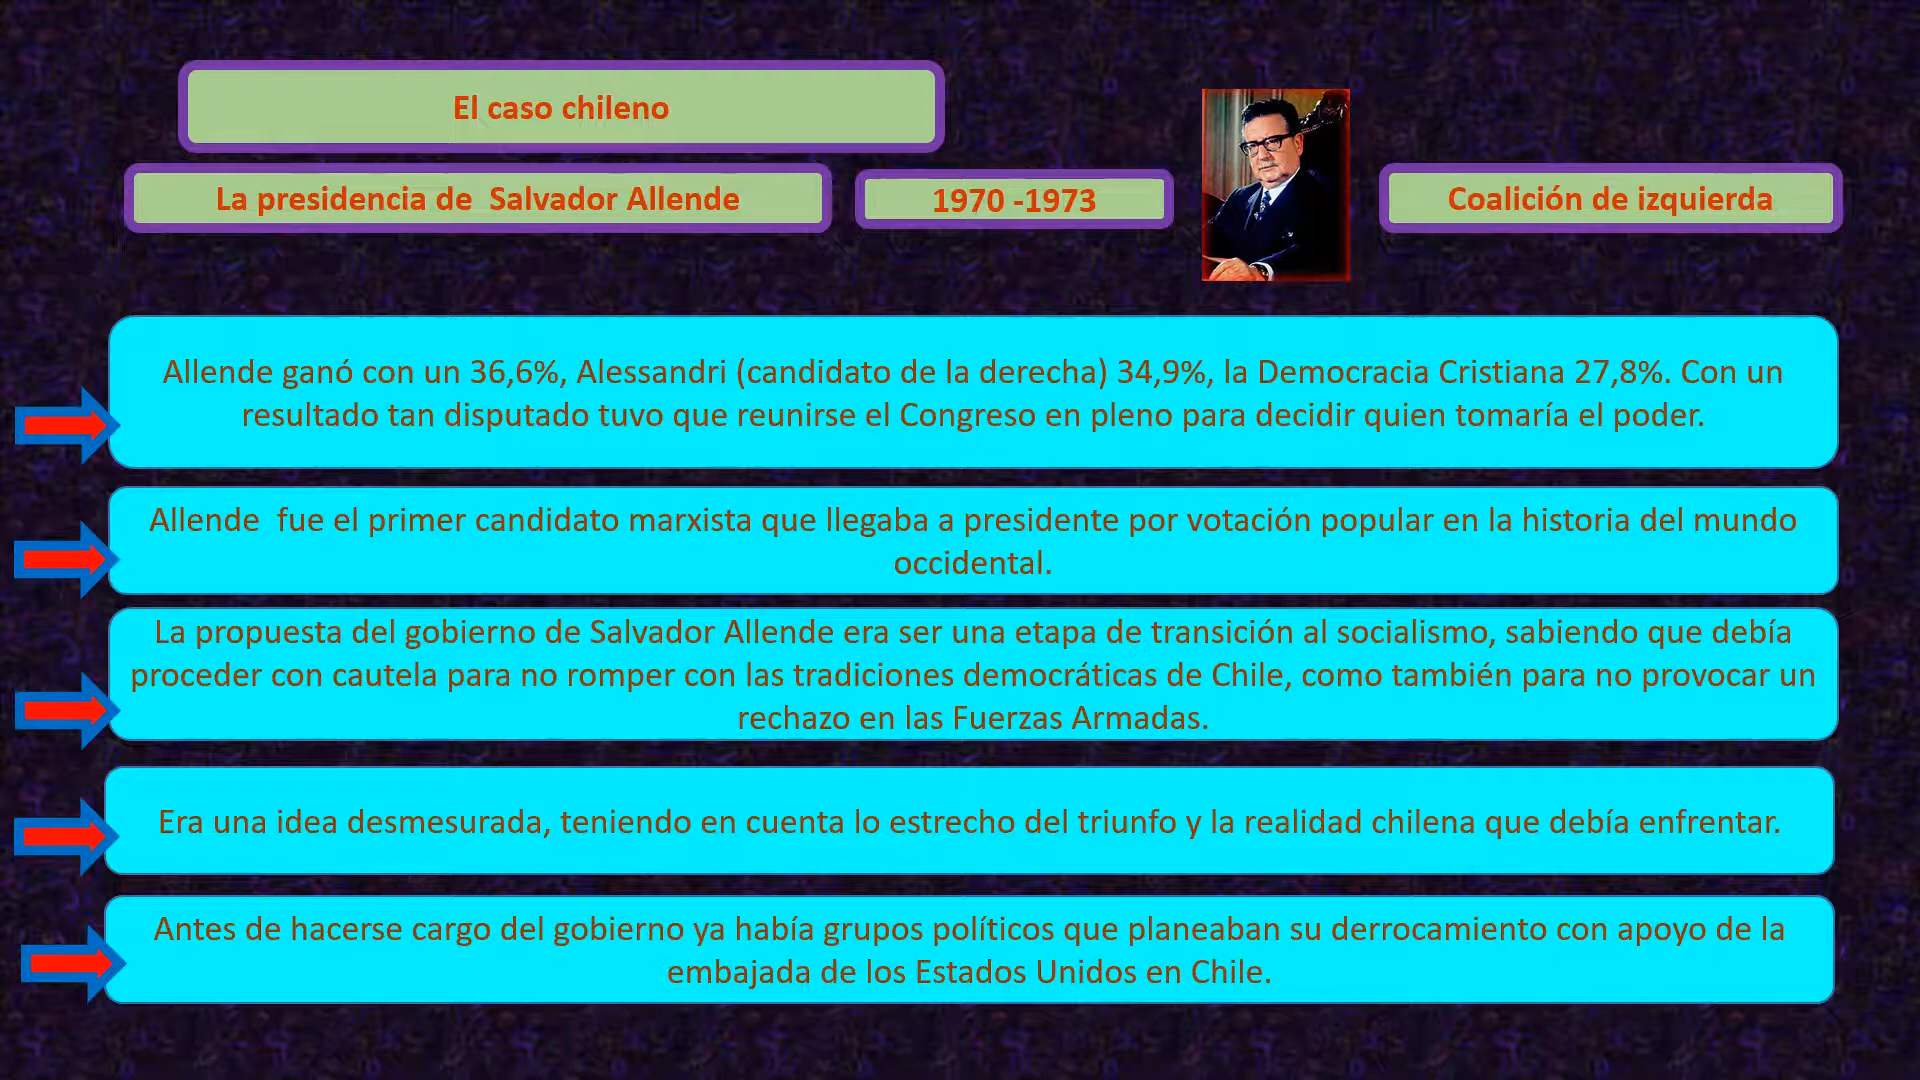 El caso chileno
La presidencia de  Salvador Allende
1970 -1973
Coalición de izquierda
Allende ganó con un 36,6%, Alessandri (candidato de la derecha) 34,9%, la Democracia Cristiana 27,8%. Con un
resultado tan disputado tuvo que reunirse el Congreso en pleno para decidir quien tomaría el poder.
Allende  fue el primer candidato marxista que llegaba a presidente por votación popular en la historia del mundo
occidental.
La propuesta del gobierno de Salvador Allende era ser una etapa de transición al socialismo, sabiendo que debía
proceder con cautela para no romper con las tradiciones democráticas de Chile, como también para no provocar un
rechazo en las Fuerzas Armadas.
Era una idea desmesurada, teniendo en cuenta lo estrecho del triunfo y la realidad chilena que debía enfrentar.
Antes de hacerse cargo del gobierno ya había grupos políticos que planeaban su derrocamiento con apoyo de la
embajada de los Estados Unidos en Chile.